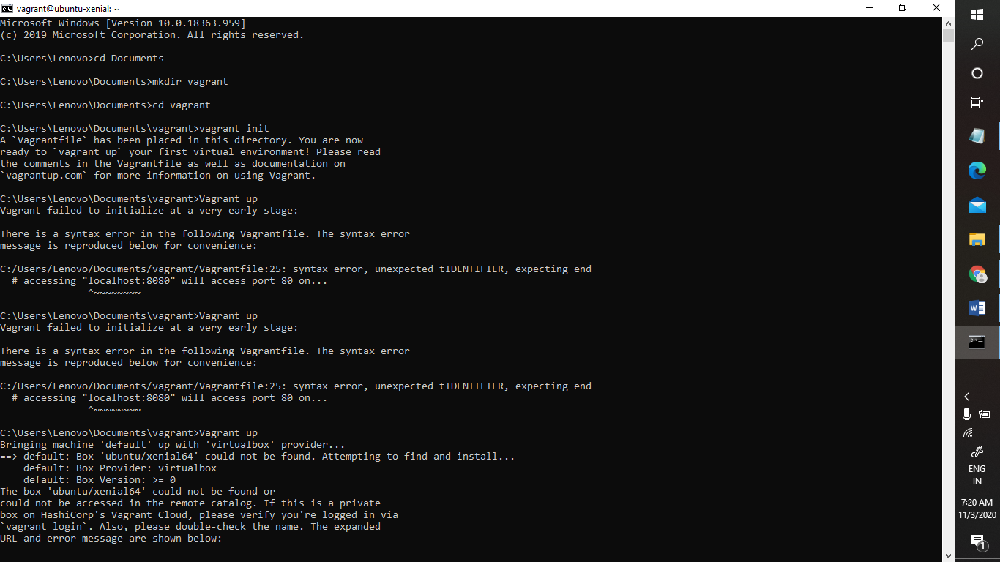 vagrant@ubuntu-xenial: ~
Microsoft Windows [Version 10.0.18363.959]
(c) 2019 Microsoft Corporation. All rights reserved.
C:\Users\Lenovo>cd Documents
C:\Users\Lenovo\Documents>mkdir vagrant
C:\Users\Lenovo\Documents>cd vagrant
C:\Users\Lenovo\Documents\vagrant>vagrant init
A `Vagrantfile` has been placed in this directory. You are now
ready to `vagrant up` your first virtual environment! Please read
the comments in the Vagrantfile as well as documentation on
`vagrantup.com` for more information on using Vagrant.
C:\Users\Lenovo\Documents\vagrant>Vagrant up
Vagrant failed to initialize at a very early stage:
There is a syntax error in the following Vagrantfile. The syntax error
message is reproduced below for convenience:
C:/Users/Lenovo/Documents/vagrant/Vagrantfile:25: syntax error, unexpected tIDENTIFIER, expecting end
# accessing "localhost:8080" will access port 80 on...
^~~~~~~~~
C:\Users\Lenovo\Documents\vagrant>Vagrant up
Vagrant failed to initialize at a very early stage:
There is a syntax error in the following Vagrantfile. The syntax error
message is reproduced below for convenience:
C:/Users/Lenovo/Documents/vagrant/Vagrantfile:25: syntax error, unexpected tIDENTIFIER, expecting end
# accessing "localhost:8080" will access port 80 on...
^~~~~~~~~
C:\Users\Lenovo\Documents\vagrant>Vagrant up
Bringing machine 'default' up with 'virtualbox' provider...
==> default: Box 'ubuntu/xenial64' could not be found. Attempting to find and install...
default: Box Provider: virtualbox
default: Box Version: >= 0
The box 'ubuntu/xenial64' could not be found or
could not be accessed in the remote catalog. If this is a private
box on HashiCorp's Vagrant Cloud, please verify you're logged in via
`vagrant login`. Also, please double-check the name. The expanded
URL and error message are shown below:
ENG
IN
7:20 AM
11/3/2020
1